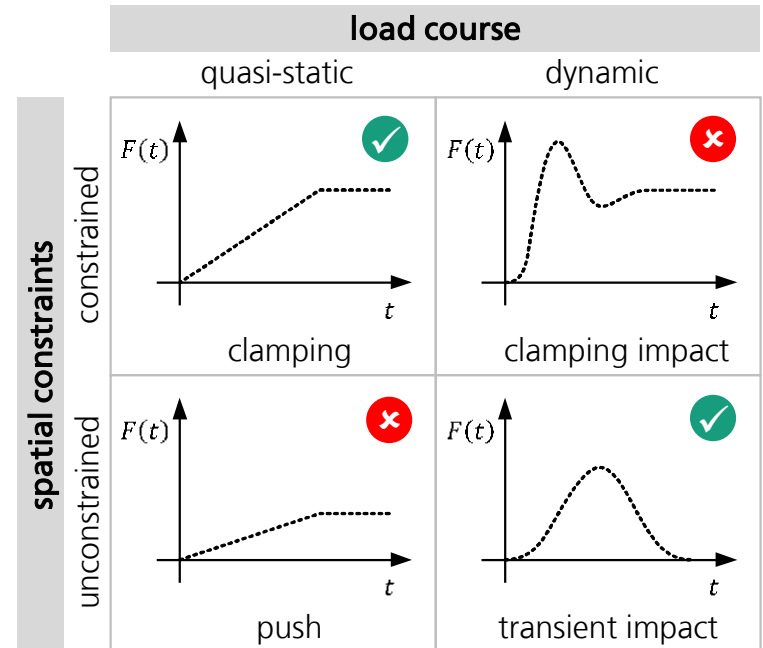 load course
quasi-static
dynamic
spatial constraints
constrained
F(t)
t
clamping
F(t)
t
clamping impact
unconstrained
F(t)
t
push
F(t)
t
transient impact